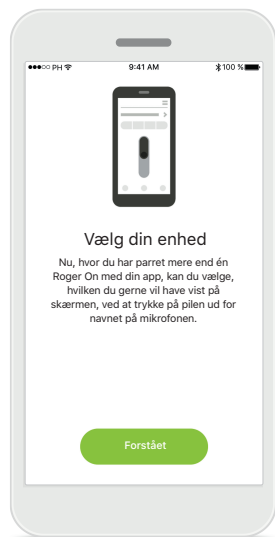 ●●●○○ PH 9:41 AM 100 %
Vælg din enhed
Nu, hvor du har parret mere end én
Roger On med din app, kan du vælge,
hvilken du gerne vil have vist på
skærmen, ved at trykke på pilen ud for
navnet på mikrofonen.
Forstået